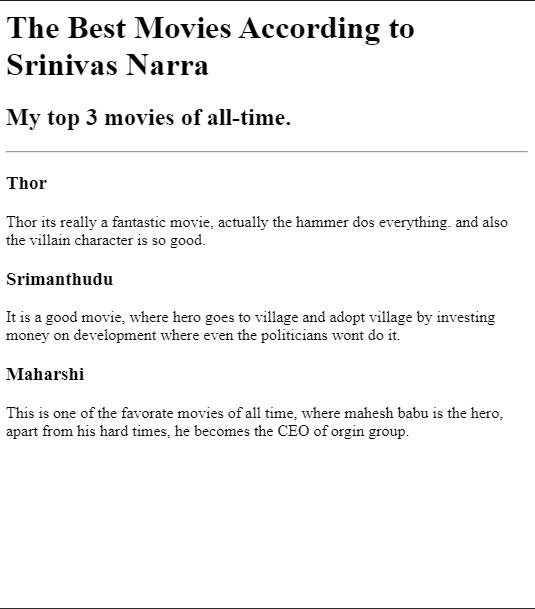 The Best Movies According to
Srinivas Narra
My top 3 movies of all-time.
Thor
Thor its really a fantastic movie, actually the hammer dos everything. and also
the villain character is so good.
Srimanthudu
It is a good movie, where hero goes to village and adopt village by investing
money on development where even the politicians wont do it.
Maharshi
This is one of the favorate movies of all time, where mahesh babu is the hero,
apart from his hard times, he becomes the CEO of orgin group.